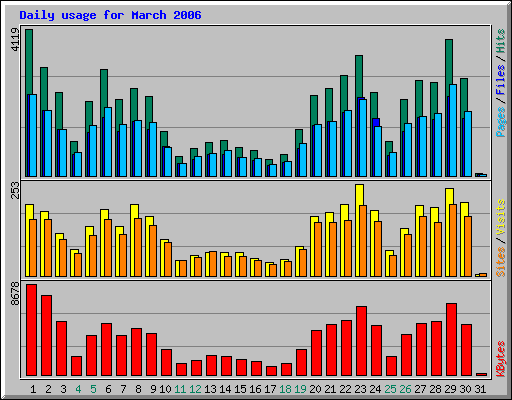 Daily usage for March 2006
4119
Pages / Files / Hits
253
Sites / Visits
8678
KBytes
1 2 3 4 5 6 7 8 9 10 11 12 13 14 15 16 17 18 19 20 21 22 23 24 25 26 27 28 29 30 31